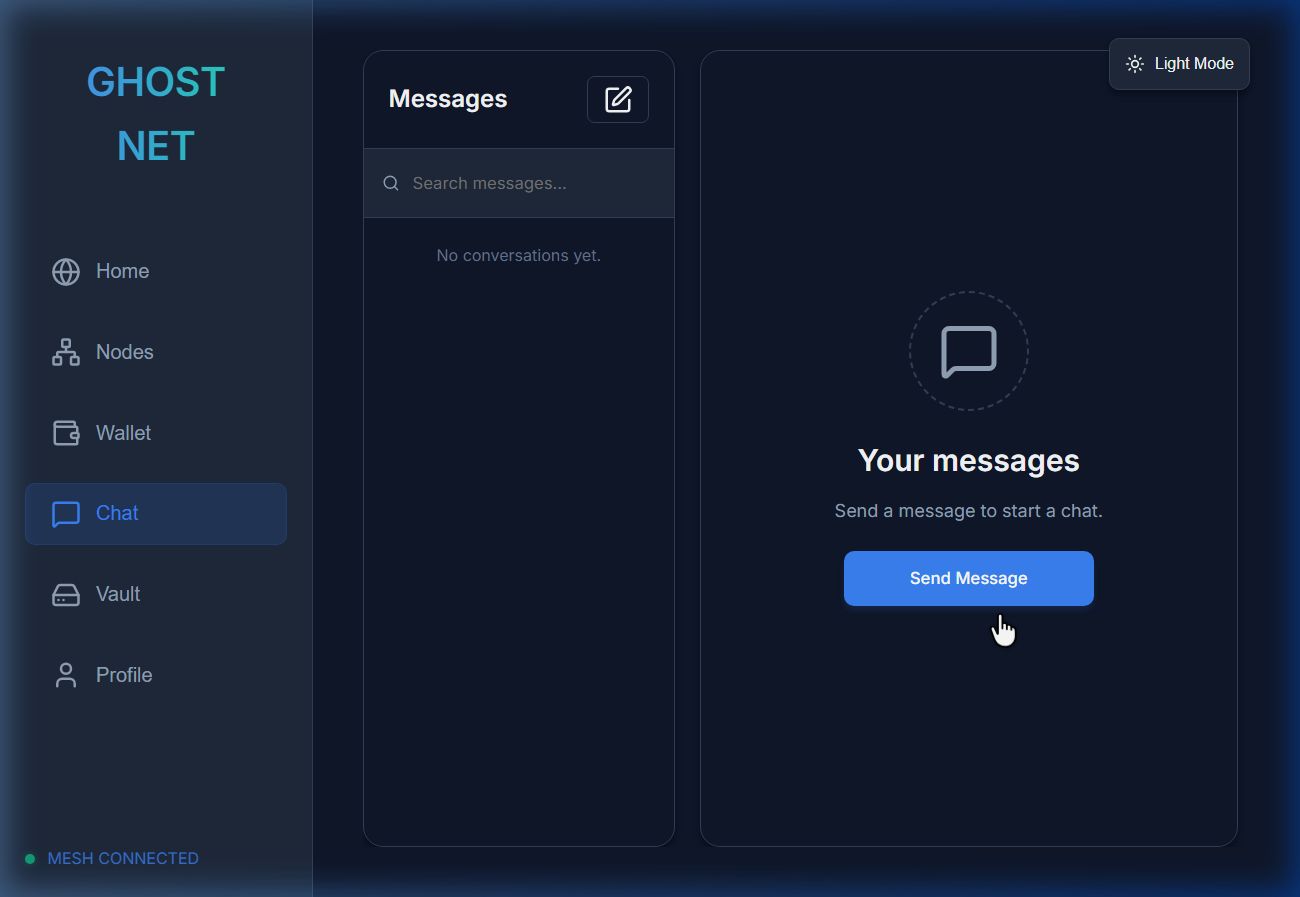 GHOST
NET
Home
Nodes
Wallet
Chat
Vault
Profile
MESH CONNECTED
Messages
Search messages...
No conversations yet.
Light Mode
Your messages
Send a message to start a chat.
Send Message